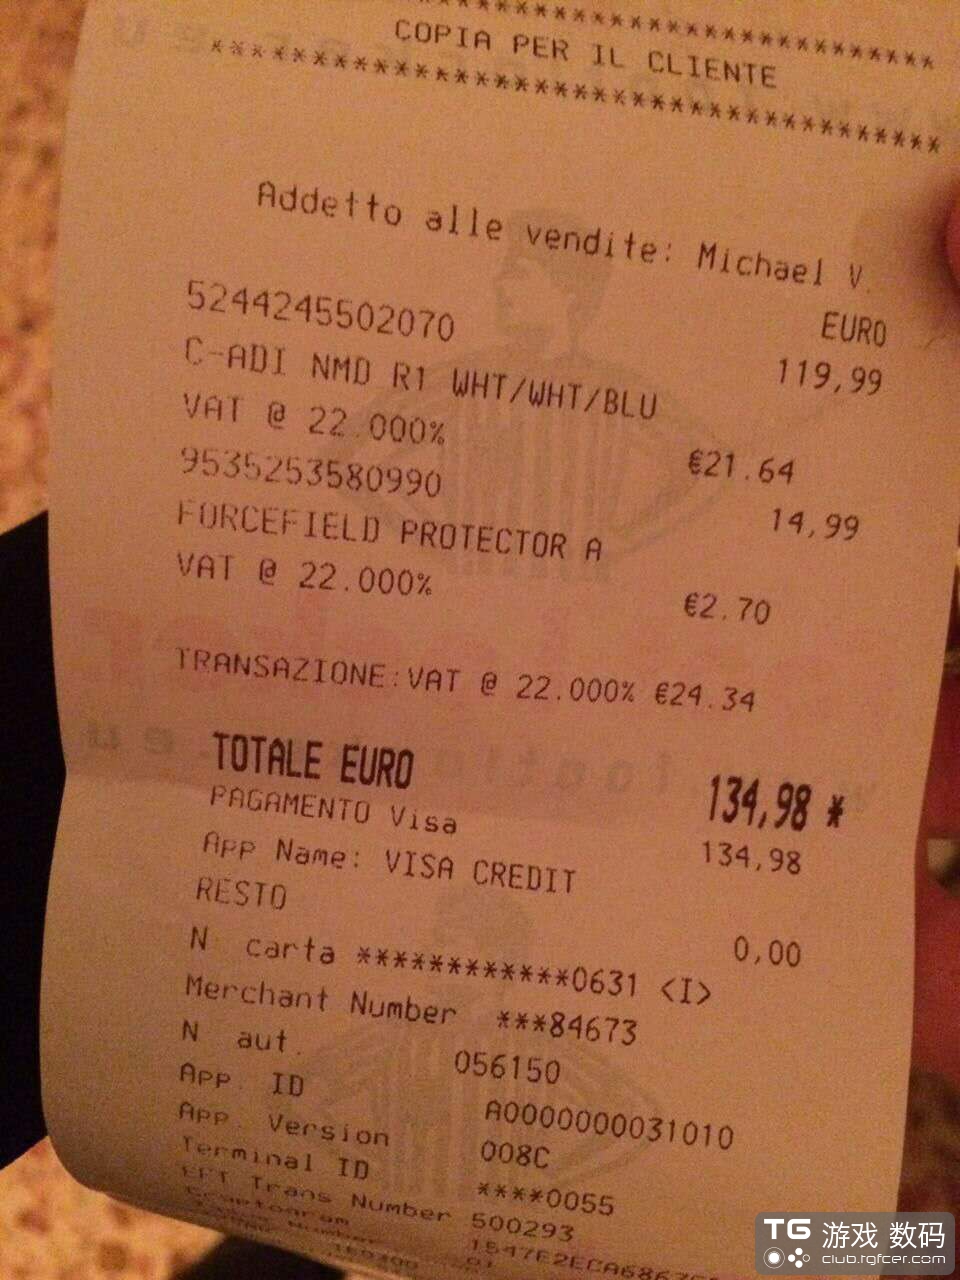 ****************************************
COPIA PER IL CLIENTE
****************************************
Addetto alle vendite: Michael V.
EURO
5244245502070 119,99
C-ADI NMD R1 WHT/WHT/BLU
VAT @ 22.000% €21.64
9535253580990 14,99
FORCEFIELD PROTECTOR A
VAT @ 22.000% €2.70
TRANSAZIONE:VAT @ 22.000% €24.34
TOTALE EURO 134,98 *
PAGAMENTO Visa 134,98
App Name: VISA CREDIT
RESTO 0,00
N carta ************0631 <I>
Merchant Number ***84673
N aut. 056150
App. ID A0000000031010
App. Version 008C
Terminal ID ****0055
EFT Trans Number 500293
Cryptogram
TG 游戏 数码
club.rgfcer.com